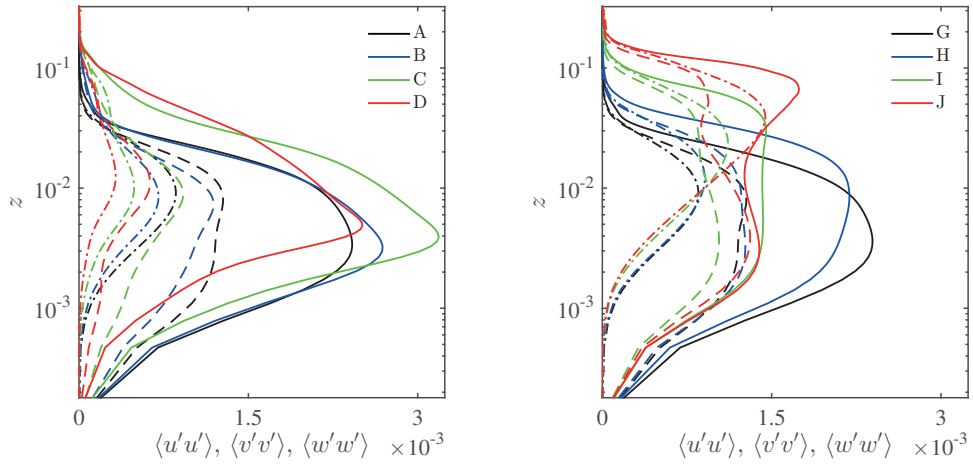 A
B
C
D
10⁻¹
10⁻²
10⁻³
z
0
1.5
3
⟨u′u′⟩, ⟨v′v′⟩, ⟨w′w′⟩
×10⁻³
G
H
I
J
10⁻¹
10⁻²
10⁻³
z
0
1.5
3
⟨u′u′⟩, ⟨v′v′⟩, ⟨w′w′⟩
×10⁻³